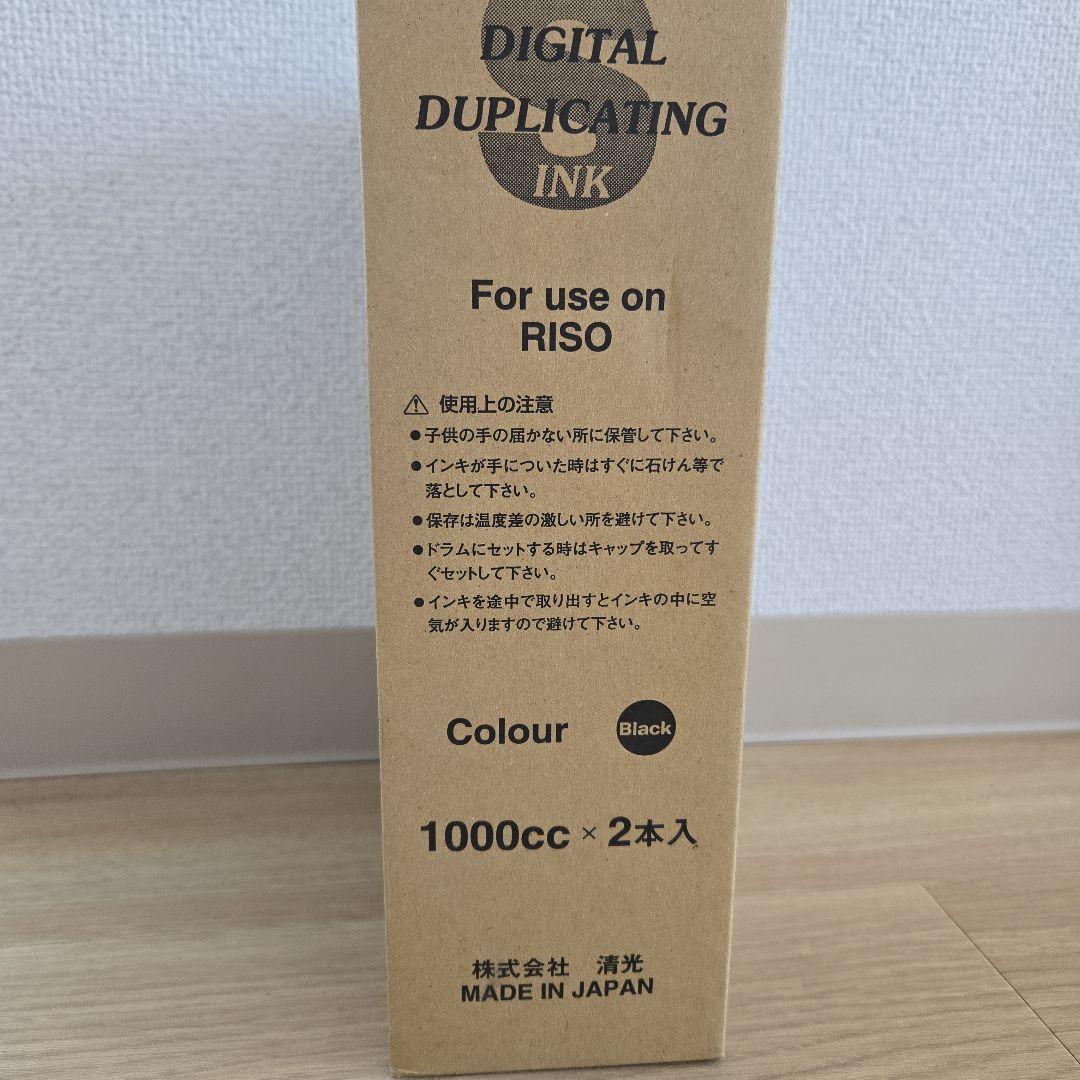 S
DIGITAL
DUPLICATING
INK
For use on
RISO
⚠ 使用上の注意
●子供の手の届かない所に保管して下さい。
●インキが手についた時はすぐに石けん等で
落として下さい。
●保存は温度差の激しい所を避けて下さい。
●ドラムにセットする時はキャップを取ってす
ぐセットして下さい。
●インキを途中で取り出すとインキの中に空
気が入りますので避けて下さい。
Colour Black
1000cc × 2本入
株式会社 清光
MADE IN JAPAN